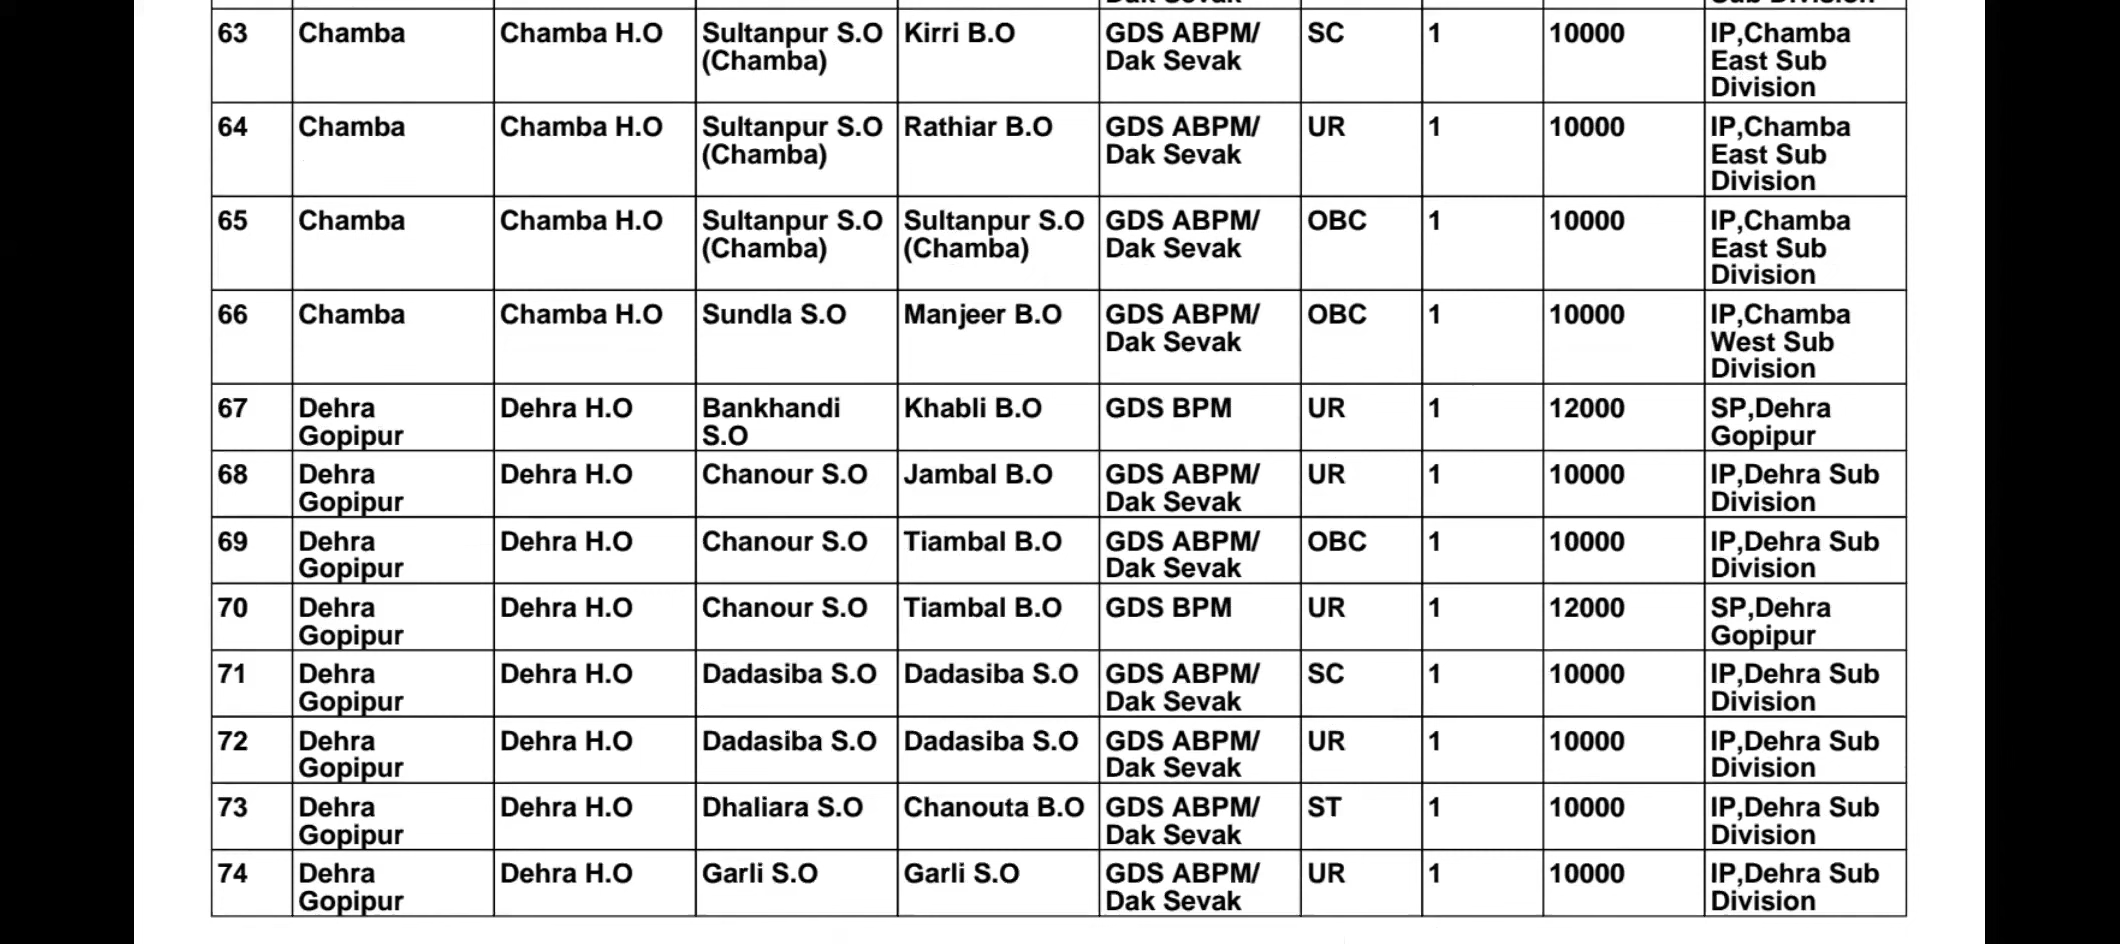 Dak Sevak Sub Division
63 Chamba Chamba H.O Sultanpur S.O Kirri B.O GDS ABPM/ SC 1 10000 IP,Chamba
(Chamba) Dak Sevak East Sub
Division
64 Chamba Chamba H.O Sultanpur S.O Rathiar B.O GDS ABPM/ UR 1 10000 IP,Chamba
(Chamba) Dak Sevak East Sub
Division
65 Chamba Chamba H.O Sultanpur S.O Sultanpur S.O GDS ABPM/ OBC 1 10000 IP,Chamba
(Chamba) (Chamba) Dak Sevak East Sub
Division
66 Chamba Chamba H.O Sundla S.O Manjeer B.O GDS ABPM/ OBC 1 10000 IP,Chamba
Dak Sevak West Sub
Division
67 Dehra Dehra H.O Bankhandi Khabli B.O GDS BPM UR 1 12000 SP,Dehra
Gopipur S.O Gopipur
68 Dehra Dehra H.O Chanour S.O Jambal B.O GDS ABPM/ UR 1 10000 IP,Dehra Sub
Gopipur Dak Sevak Division
69 Dehra Dehra H.O Chanour S.O Tiambal B.O GDS ABPM/ OBC 1 10000 IP,Dehra Sub
Gopipur Dak Sevak Division
70 Dehra Dehra H.O Chanour S.O Tiambal B.O GDS BPM UR 1 12000 SP,Dehra
Gopipur Gopipur
71 Dehra Dehra H.O Dadasiba S.O Dadasiba S.O GDS ABPM/ SC 1 10000 IP,Dehra Sub
Gopipur Dak Sevak Division
72 Dehra Dehra H.O Dadasiba S.O Dadasiba S.O GDS ABPM/ UR 1 10000 IP,Dehra Sub
Gopipur Dak Sevak Division
73 Dehra Dehra H.O Dhaliara S.O Chanouta B.O GDS ABPM/ ST 1 10000 IP,Dehra Sub
Gopipur Dak Sevak Division
74 Dehra Dehra H.O Garli S.O Garli S.O GDS ABPM/ UR 1 10000 IP,Dehra Sub
Gopipur Dak Sevak Division